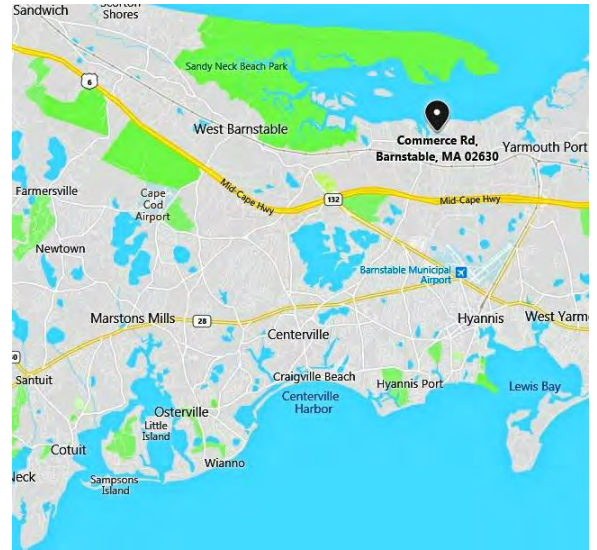 Sandwich
Scorton
Shores
6
Sandy Neck Beach Park
West Barnstable
Commerce Rd,
Barnstable, MA 02630
Yarmouth Port
Farmersville
Cape
Cod
Airport
Mid-Cape Hwy
132
Mid-Cape Hwy
Newtown
Barnstable Municipal
Airport
Marstons Mills
28
Centerville
Hyannis
West Yarm
Santuit
Craigville Beach
Hyannis Port
Lewis Bay
Centerville
Harbor
Osterville
Little
Island
Cotuit
Wianno
Neck
Sampsons
Island